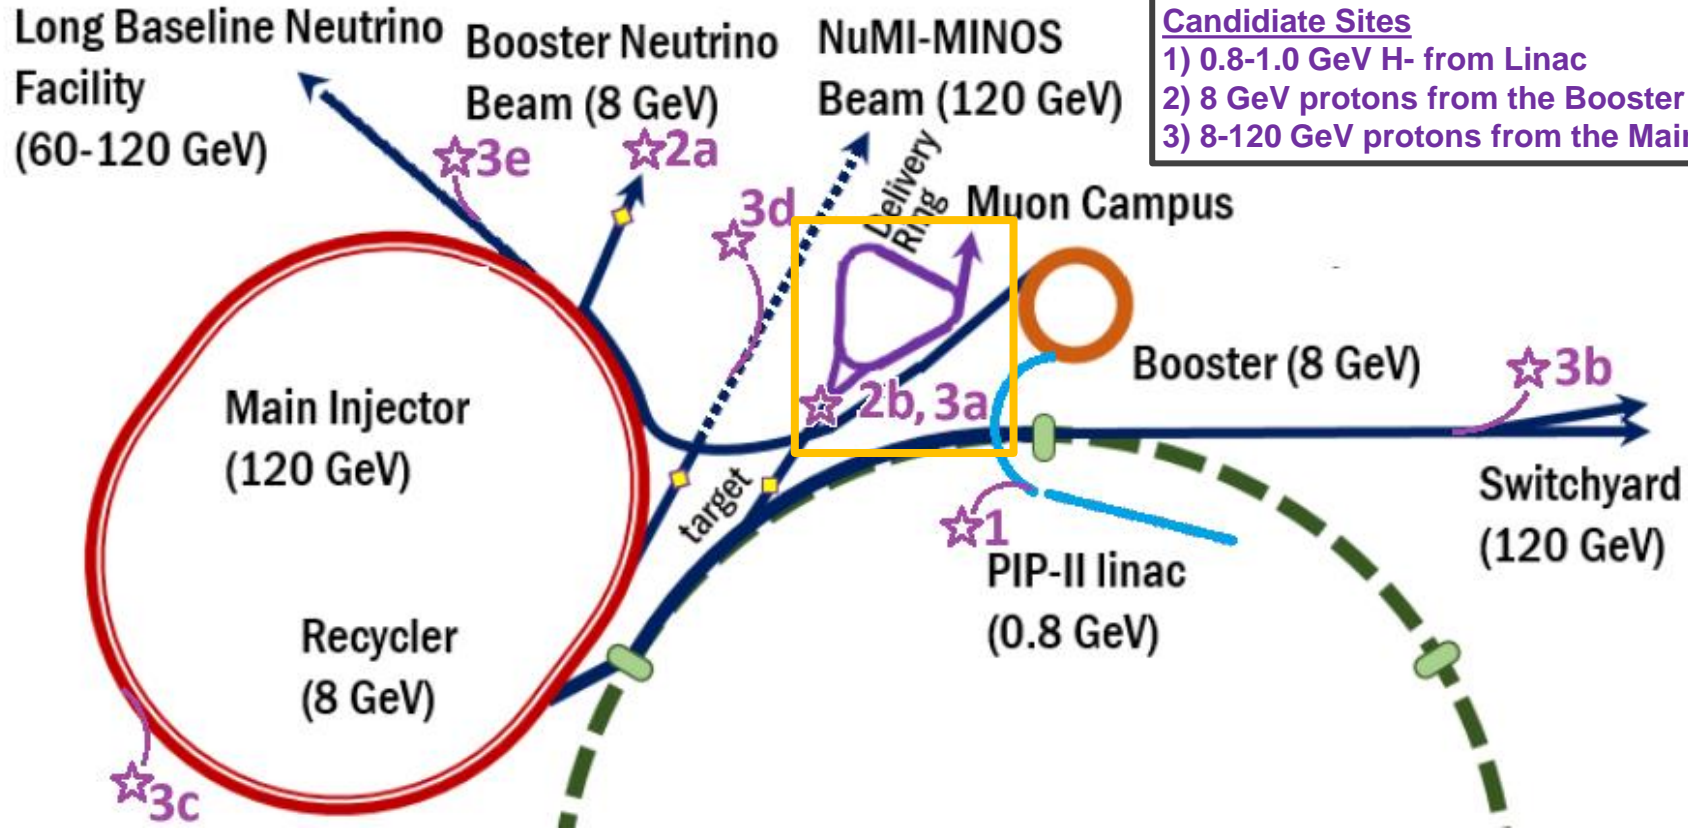 Long Baseline Neutrino
Facility
(60-120 GeV)
Booster Neutrino
Beam (8 GeV)
NuMI-MINOS
Beam (120 GeV)
Candidiate Sites
1) 0.8-1.0 GeV H- from Linac
2) 8 GeV protons from the Booster
3) 8-120 GeV protons from the Main
3e
2a
3d
Delivery
Ring
Muon Campus
Main Injector
(120 GeV)
2b, 3a
Booster (8 GeV)
3b
target
1
PIP-II linac
(0.8 GeV)
Switchyard
(120 GeV)
Recycler
(8 GeV)
3c